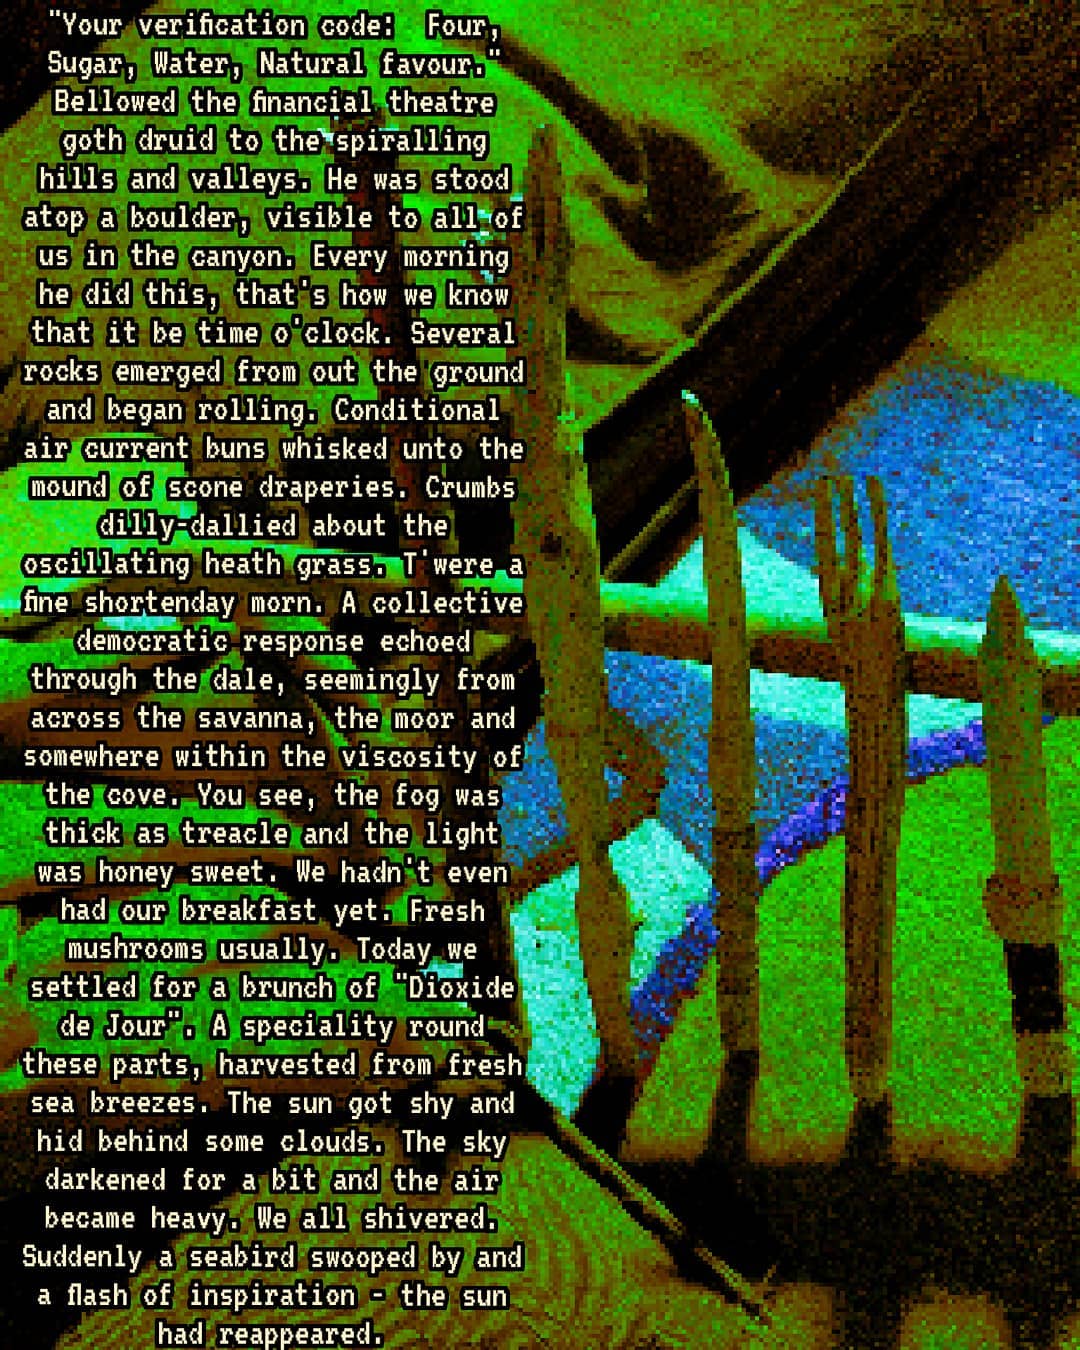 "Your verification code:  Four,
Sugar, Water, Natural favour."
Bellowed the financial theatre
goth druid to the spiralling
hills and valleys. He was stood
atop a boulder, visible to all of
us in the canyon. Every morning
he did this, that's how we know
that it be time o'clock. Several
rocks emerged from out the ground
and began rolling. Conditional
air current buns whisked unto the
mound of scone draperies. Crumbs
dilly-dallied about the
oscillating heath grass. T'were a
fine shortenday morn. A collective
democratic response echoed
through the dale, seemingly from
across the savanna, the moor and
somewhere within the viscosity of
the cove. You see, the fog was
thick as treacle and the light
was honey sweet. We hadn't even
had our breakfast yet. Fresh
mushrooms usually. Today we
settled for a brunch of "Dioxide
de Jour". A speciality round
these parts, harvested from fresh
sea breezes. The sun got shy and
hid behind some clouds. The sky
darkened for a bit and the air
became heavy. We all shivered.
Suddenly a seabird swooped by and
a flash of inspiration - the sun
had reappeared.